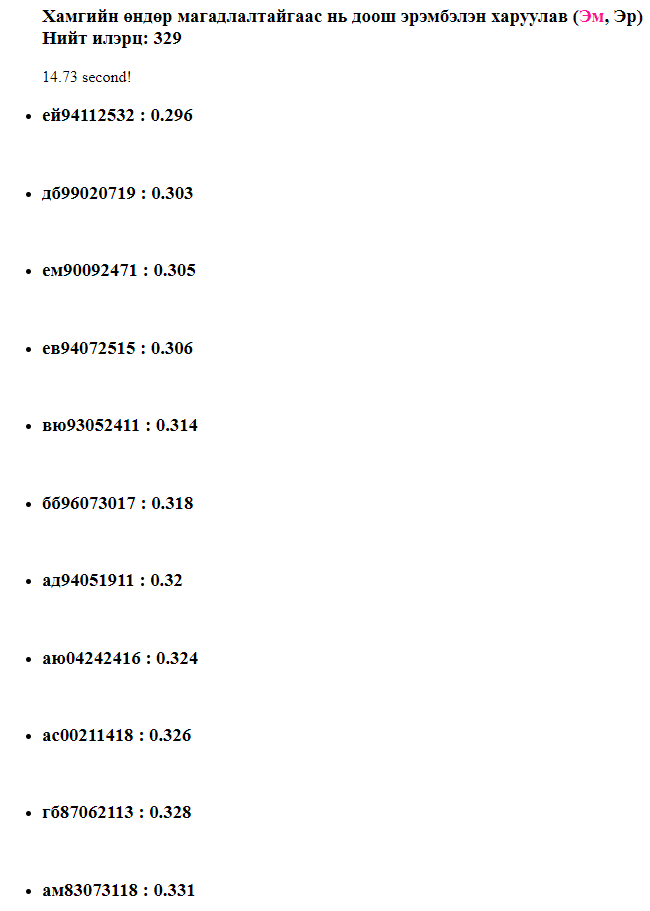 Хамгийн өндөр магадлалтайгаас нь доош эрэмбэлэн харуулав (Эм, Эр)
Нийт илэрц: 329
14.73 second!
ей94112532 : 0.296
дб99020719 : 0.303
ем90092471 : 0.305
ев94072515 : 0.306
вю93052411 : 0.314
бб96073017 : 0.318
ад94051911 : 0.32
аю04242416 : 0.324
ас00211418 : 0.326
гб87062113 : 0.328
ам83073118 : 0.331